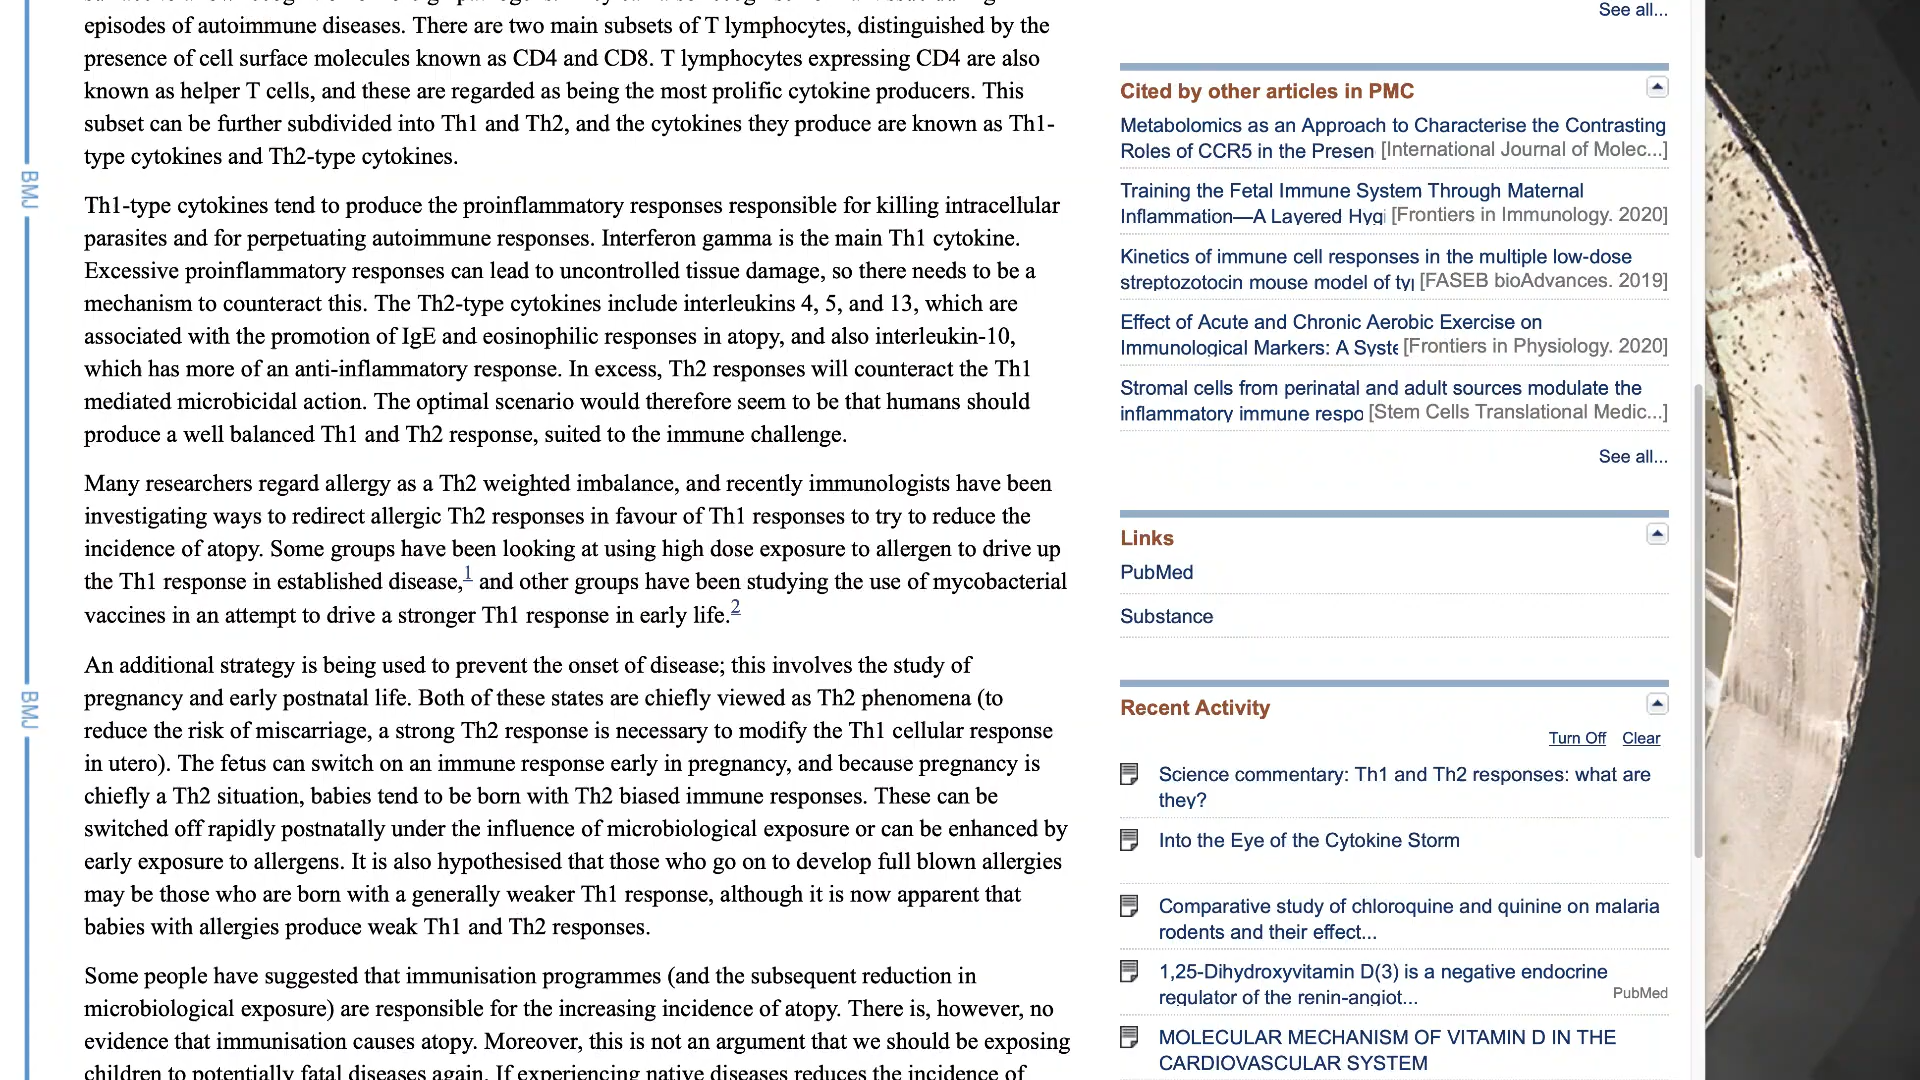 episodes of autoimmune diseases. There are two main subsets of T lymphocytes, distinguished by the
presence of cell surface molecules known as CD4 and CD8. T lymphocytes expressing CD4 are also
known as helper T cells, and these are regarded as being the most prolific cytokine producers. This
subset can be further subdivided into Th1 and Th2, and the cytokines they produce are known as Th1-
type cytokines and Th2-type cytokines.
Th1-type cytokines tend to produce the proinflammatory responses responsible for killing intracellular
parasites and for perpetuating autoimmune responses. Interferon gamma is the main Th1 cytokine.
Excessive proinflammatory responses can lead to uncontrolled tissue damage, so there needs to be a
mechanism to counteract this. The Th2-type cytokines include interleukins 4, 5, and 13, which are
associated with the promotion of IgE and eosinophilic responses in atopy, and also interleukin-10,
which has more of an anti-inflammatory response. In excess, Th2 responses will counteract the Th1
mediated microbicidal action. The optimal scenario would therefore seem to be that humans should
produce a well balanced Th1 and Th2 response, suited to the immune challenge.
Many researchers regard allergy as a Th2 weighted imbalance, and recently immunologists have been
investigating ways to redirect allergic Th2 responses in favour of Th1 responses to try to reduce the
incidence of atopy. Some groups have been looking at using high dose exposure to allergen to drive up
the Th1 response in established disease,1 and other groups have been studying the use of mycobacterial
vaccines in an attempt to drive a stronger Th1 response in early life.2
An additional strategy is being used to prevent the onset of disease; this involves the study of
pregnancy and early postnatal life. Both of these states are chiefly viewed as Th2 phenomena (to
reduce the risk of miscarriage, a strong Th2 response is necessary to modify the Th1 cellular response
in utero). The fetus can switch on an immune response early in pregnancy, and because pregnancy is
chiefly a Th2 situation, babies tend to be born with Th2 biased immune responses. These can be
switched off rapidly postnatally under the influence of microbiological exposure or can be enhanced by
early exposure to allergens. It is also hypothesised that those who go on to develop full blown allergies
may be those who are born with a generally weaker Th1 response, although it is now apparent that
babies with allergies produce weak Th1 and Th2 responses.
Some people have suggested that immunisation programmes (and the subsequent reduction in
microbiological exposure) are responsible for the increasing incidence of atopy. There is, however, no
evidence that immunisation causes atopy. Moreover, this is not an argument that we should be exposing
children to potentially fatal diseases again. If experiencing native diseases reduces the incidence of
BMJ
BMJ
See all...
Cited by other articles in PMC
Metabolomics as an Approach to Characterise the Contrasting
Roles of CCR5 in the Presen [International Journal of Molec...]
Training the Fetal Immune System Through Maternal
Inflammation—A Layered Hygi [Frontiers in Immunology. 2020]
Kinetics of immune cell responses in the multiple low-dose
streptozotocin mouse model of typ [FASEB bioAdvances. 2019]
Effect of Acute and Chronic Aerobic Exercise on
Immunological Markers: A Syste [Frontiers in Physiology. 2020]
Stromal cells from perinatal and adult sources modulate the
inflammatory immune respo [Stem Cells Translational Medic...]
See all...
Links
PubMed
Substance
Recent Activity
Turn Off Clear
Science commentary: Th1 and Th2 responses: what are
they?
Into the Eye of the Cytokine Storm
Comparative study of chloroquine and quinine on malaria
rodents and their effect...
1,25-Dihydroxyvitamin D(3) is a negative endocrine
regulator of the renin-angiot... PubMed
MOLECULAR MECHANISM OF VITAMIN D IN THE
CARDIOVASCULAR SYSTEM